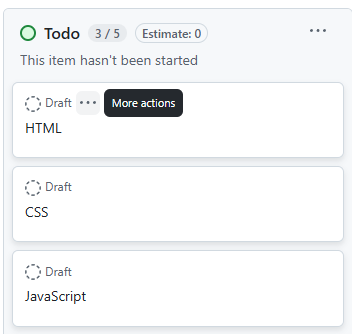 Todo 3 / 5 Estimate: 0 ···
This item hasn't been started
Draft ··· More actions
HTML
Draft
CSS
Draft
JavaScript